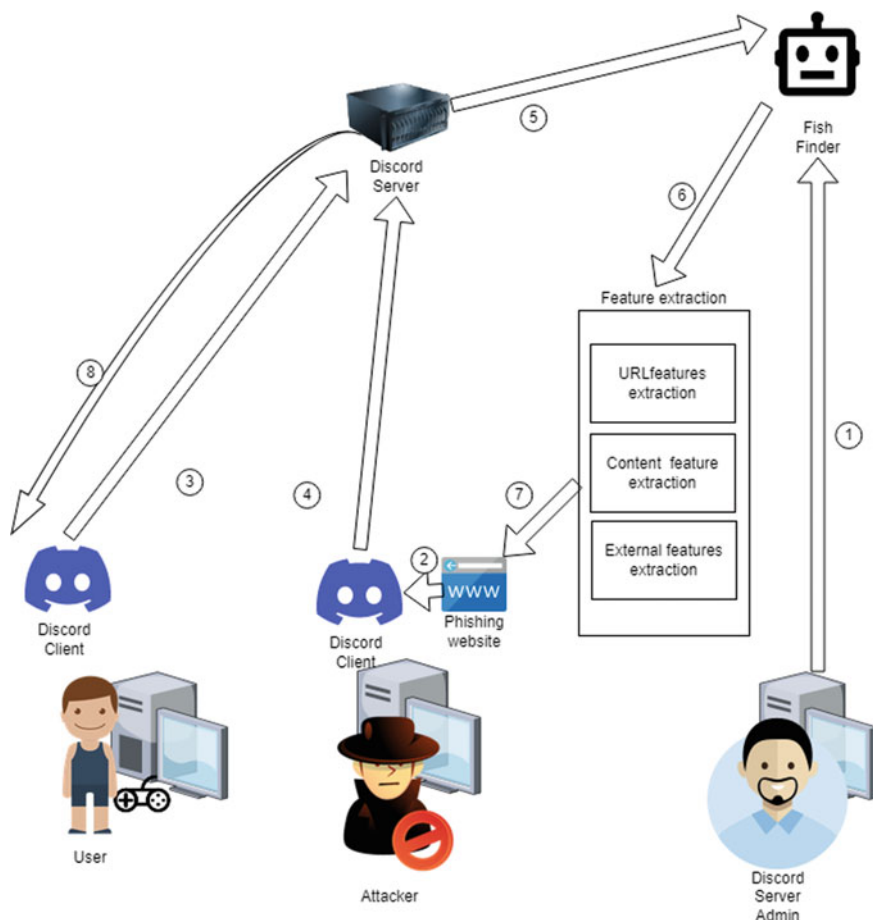 5
Fish
Finder
Discord
Server
6
Feature extraction
8
URLfeatures
extraction
1
3
4
7
Content feature
extraction
2
External features
extraction
www
Discord
Client
Discord
Client
Phishing
website
User
Attacker
Discord
Server
Admin